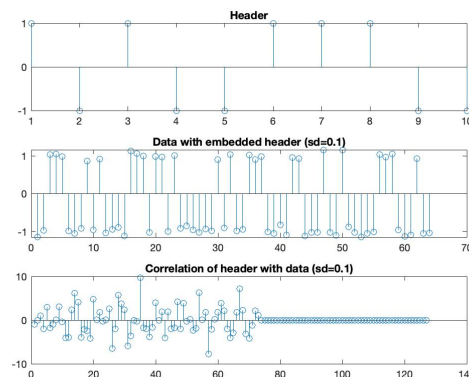 Header
1
0
-1
1 2 3 4 5 6 7 8 9 10
Data with embedded header (sd=0.1)
1
0
-1
0 10 20 30 40 50 60 70
Correlation of header with data (sd=0.1)
10
0
-10
0 20 40 60 80 100 120 140